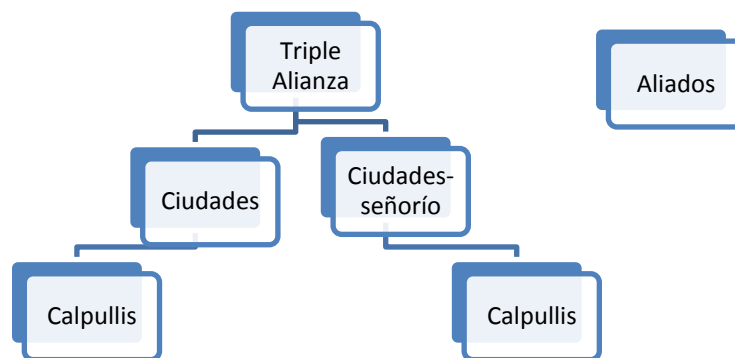 Triple
Alianza
Aliados
Ciudades
Ciudades-
señorío
Calpullis
Calpullis